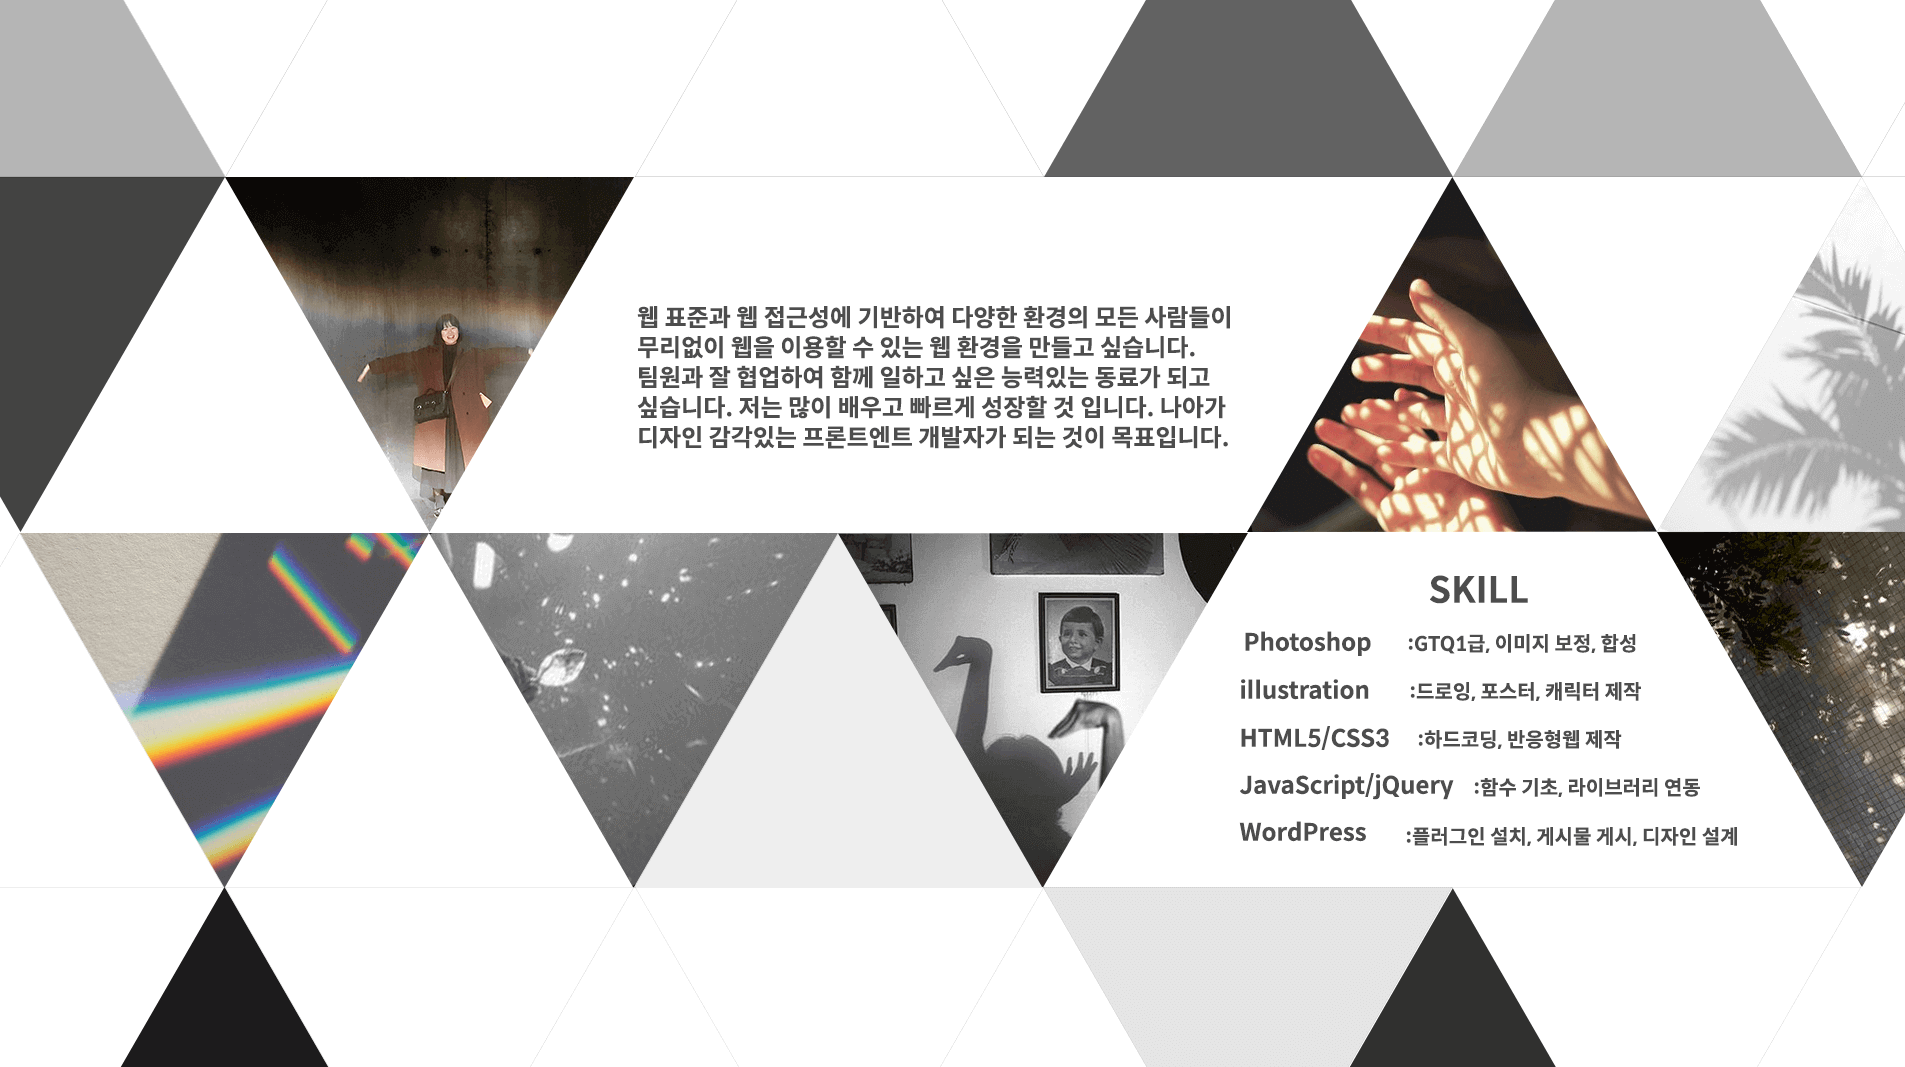 웹 표준과 웹 접근성에 기반하여 다양한 환경의 모든 사람들이
무리없이 웹을 이용할 수 있는 웹 환경을 만들고 싶습니다.
팀원과 잘 협업하여 함께 일하고 싶은 능력있는 동료가 되고
싶습니다. 저는 많이 배우고 빠르게 성장할 것 입니다. 나아가
디자인 감각있는 프론트엔트 개발자가 되는 것이 목표입니다.
SKILL
Photoshop :GTQ1급, 이미지 보정, 합성
illustration :드로잉, 포스터, 캐릭터 제작
HTML5/CSS3 :하드코딩, 반응형웹 제작
JavaScript/jQuery :함수 기초, 라이브러리 연동
WordPress :플러그인 설치, 게시물 게시, 디자인 설계